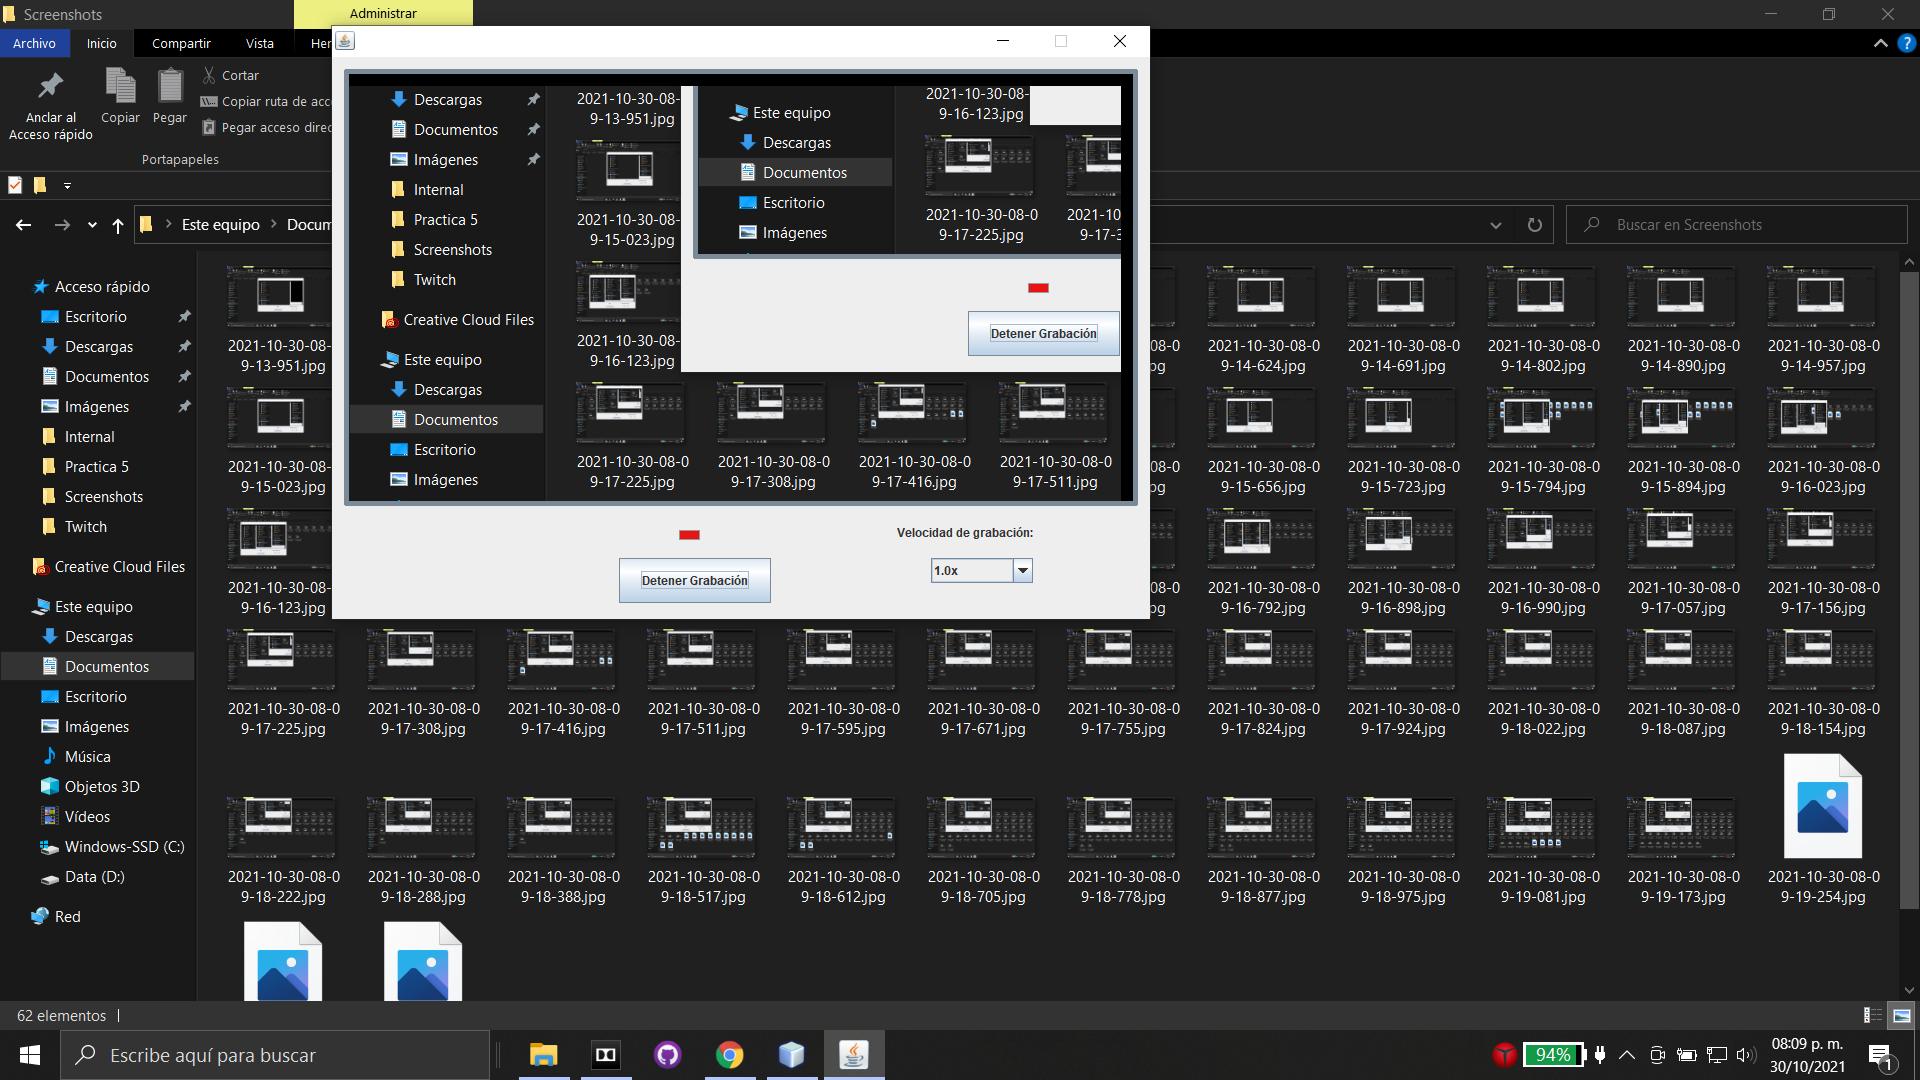 Screenshots
Administrar
Archivo
Inicio
Compartir
Vista
Her
Anclar al
Acceso rápido
Copiar
Pegar
Cortar
Copiar ruta de acc
Pegar acceso direc
Portapapeles
Este equipo
Docum
Buscar en Screenshots
Acceso rápido
Escritorio
Descargas
Documentos
Imágenes
Internal
Practica 5
Screenshots
Twitch
Creative Cloud Files
Este equipo
Descargas
Documentos
Escritorio
Imágenes
Música
Objetos 3D
Vídeos
Windows-SSD (C:)
Data (D:)
Red
Descargas
Documentos
Imágenes
Internal
Practica 5
Screenshots
Twitch
Creative Cloud Files
Este equipo
Descargas
Documentos
Escritorio
Imágenes
2021-10-30-08-
9-13-951.jpg
9-15-023.jpg
2021-10-30-08-
9-16-123.jpg
2021-10-30-08-
2021-10-30-08-0
9-17-225.jpg
2021-10-30-08-0
9-17-308.jpg
2021-10-30-08-0
9-17-416.jpg
2021-10-30-08-0
9-17-511.jpg
Este equipo
Descargas
Documentos
Escritorio
Imágenes
2021-10-30-08-
9-16-123.jpg
2021-10-30-08-0
9-17-225.jpg
2021-10
9-17-3
Detener Grabación
Detener Grabación
Velocidad de grabación:
1.0x
2021-10-30-08-
9-13-951.jpg
pg
2021-10-30-08-0
9-14-624.jpg
2021-10-30-08-0
9-14-691.jpg
2021-10-30-08-0
9-14-802.jpg
2021-10-30-08-0
9-14-890.jpg
2021-10-30-08-0
9-14-957.jpg
2021-10-30-08-
9-15-023.jpg
pg
2021-10-30-08-0
9-15-656.jpg
2021-10-30-08-0
9-15-723.jpg
2021-10-30-08-0
9-15-794.jpg
2021-10-30-08-0
9-15-894.jpg
2021-10-30-08-0
9-16-023.jpg
2021-10-30-08-
9-16-123.jpg
pg
2021-10-30-08-0
9-16-792.jpg
2021-10-30-08-0
9-16-898.jpg
2021-10-30-08-0
9-16-990.jpg
2021-10-30-08-0
9-17-057.jpg
2021-10-30-08-0
9-17-156.jpg
2021-10-30-08-0
9-17-225.jpg
2021-10-30-08-0
9-17-308.jpg
2021-10-30-08-0
9-17-416.jpg
2021-10-30-08-0
9-17-511.jpg
2021-10-30-08-0
9-17-595.jpg
2021-10-30-08-0
9-17-671.jpg
2021-10-30-08-0
9-17-755.jpg
2021-10-30-08-0
9-17-824.jpg
2021-10-30-08-0
9-17-924.jpg
2021-10-30-08-0
9-18-022.jpg
2021-10-30-08-0
9-18-087.jpg
2021-10-30-08-0
9-18-154.jpg
2021-10-30-08-0
9-18-222.jpg
2021-10-30-08-0
9-18-288.jpg
2021-10-30-08-0
9-18-388.jpg
2021-10-30-08-0
9-18-517.jpg
2021-10-30-08-0
9-18-612.jpg
2021-10-30-08-0
9-18-705.jpg
2021-10-30-08-0
9-18-778.jpg
2021-10-30-08-0
9-18-877.jpg
2021-10-30-08-0
9-18-975.jpg
2021-10-30-08-0
9-19-081.jpg
2021-10-30-08-0
9-19-173.jpg
2021-10-30-08-0
9-19-254.jpg
62 elementos
Escribe aquí para buscar
94%
08:09 p. m.
30/10/2021
1